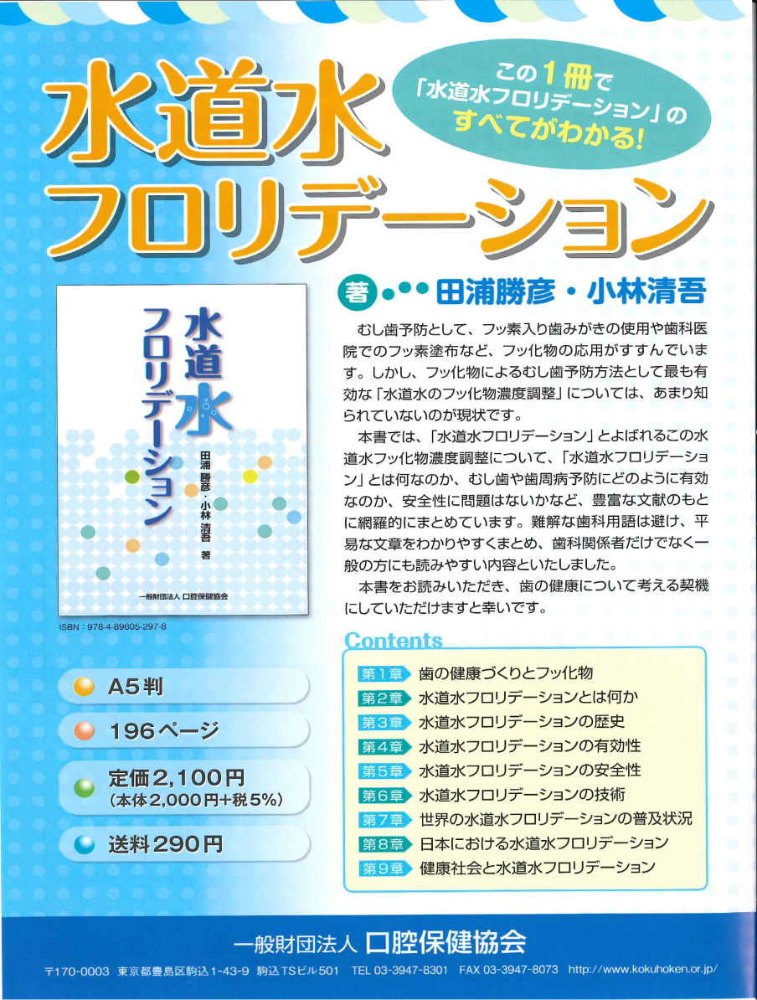 水道水
フロリデーション
この1冊で
「水道水フロリデーション」の
すべてがわかる!
著 田浦勝彦・小林清吾
水道水
フロリデーション
田浦 勝彦・小林 清吾 著
一般財団法人 口腔保健協会
ISBN:978-4-89605-297-8
むし歯予防として、フッ素入り歯みがきの使用や歯科医
院でのフッ素塗布など、フッ化物の応用がすすんでいま
す。しかし、フッ化物によるむし歯予防方法として最も有
効な「水道水のフッ化物濃度調整」については、あまり知
られていないのが現状です。
本書では、「水道水フロリデーション」とよばれるこの水
道水フッ化物濃度調整について、「水道水フロリデーショ
ン」とは何なのか、むし歯や歯周病予防にどのように有効
なのか、安全性に問題はないかなど、豊富な文献のもと
に網羅的にまとめています。難解な歯科用語は避け、平
易な文章をわかりやすくまとめ、歯科関係者だけでなく一
般の方にも読みやすい内容といたしました。
本書をお読みいただき、歯の健康について考える契機
にしていただけますと幸いです。
A5判
196ページ
定価2,100円
(本体2,000円+税5%)
送料290円
Contents
第1章 歯の健康づくりとフッ化物
第2章 水道水フロリデーションとは何か
第3章 水道水フロリデーションの歴史
第4章 水道水フロリデーションの有効性
第5章 水道水フロリデーションの安全性
第6章 水道水フロリデーションの技術
第7章 世界の水道水フロリデーションの普及状況
第8章 日本における水道水フロリデーション
第9章 健康社会と水道水フロリデーション
一般財団法人 口腔保健協会
〒170-0003 東京都豊島区駒込1-43-9 駒込TSビル501 TEL 03-3947-8301 FAX 03-3947-8073 http://www.kokuhoken.or.jp/